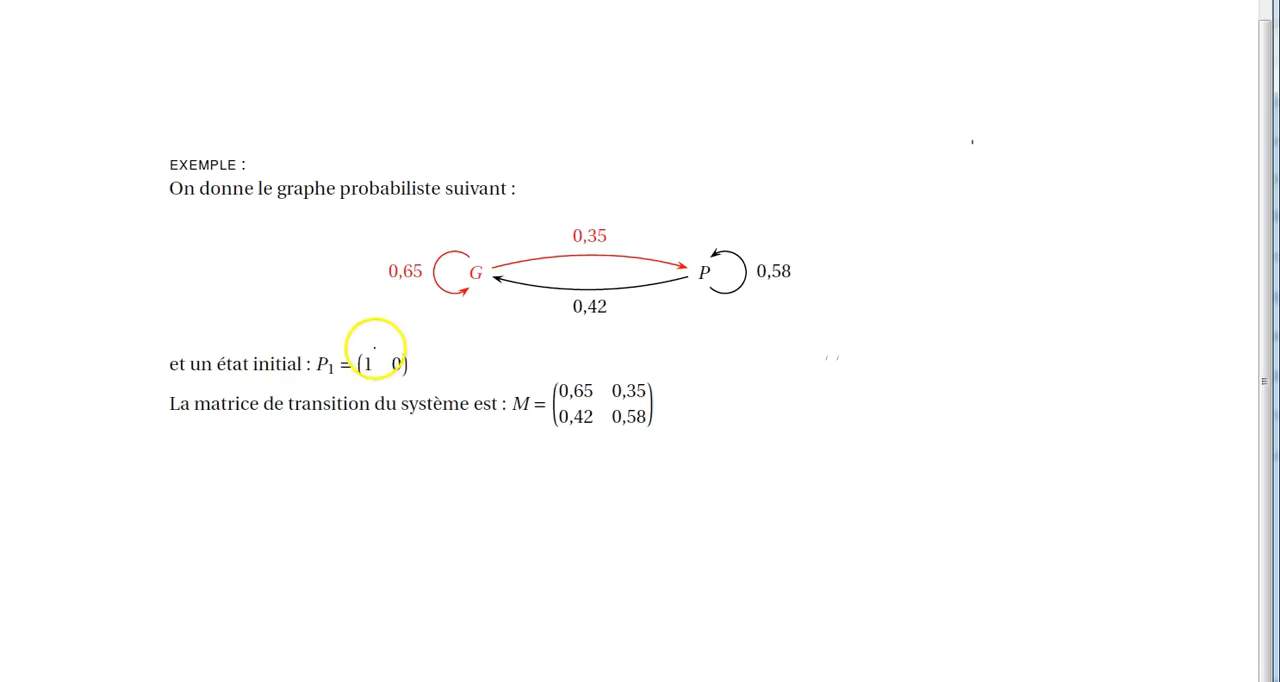 EXEMPLE :
On donne le graphe probabiliste suivant :
0,35
0,65 G P 0,58
0,42
et un état initial : P₁ = (1 0)
La matrice de transition du système est : M = (0,65 0,35
0,42 0,58)